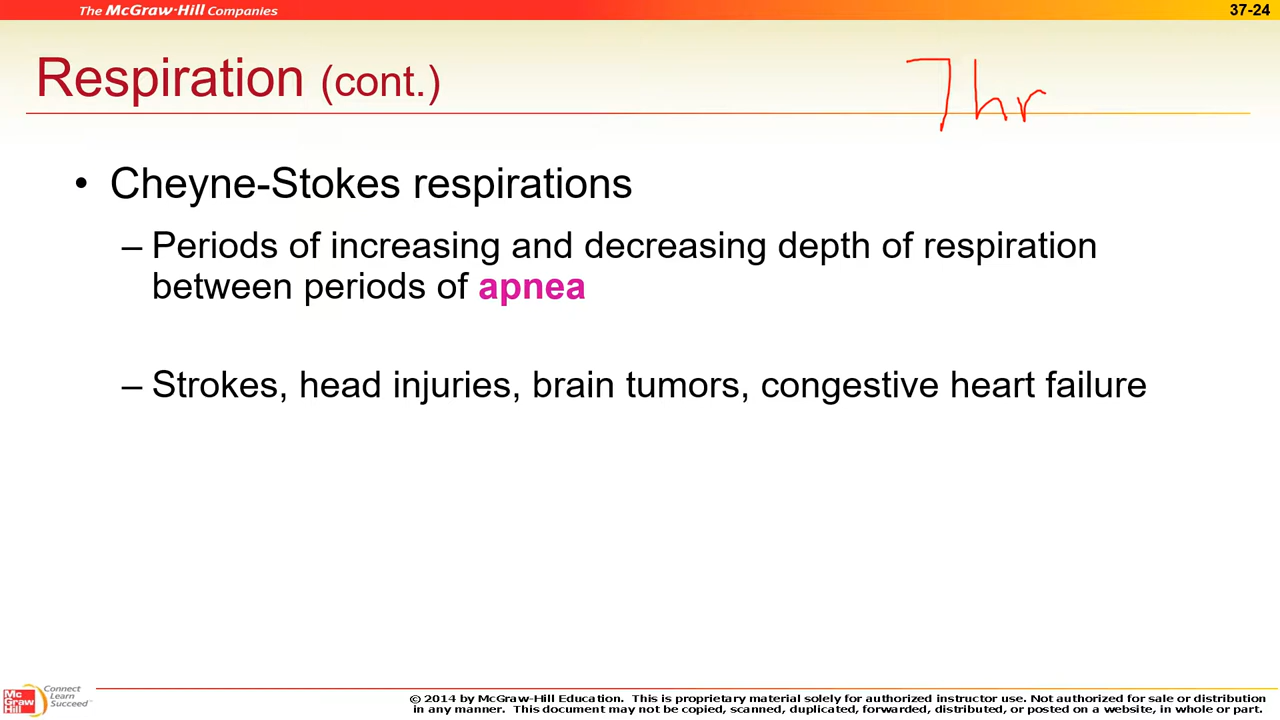 The McGraw-Hill Companies
37-24
Respiration (cont.)
7 hr
• Cheyne-Stokes respirations
– Periods of increasing and decreasing depth of respiration
between periods of apnea
– Strokes, head injuries, brain tumors, congestive heart failure
Mc
Graw
Hill
Connect
Learn
Succeed™
© 2014 by McGraw-Hill Education. This is proprietary material solely for authorized instructor use. Not authorized for sale or distribution
in any manner. This document may not be copied, scanned, duplicated, forwarded, distributed, or posted on a website, in whole or part.